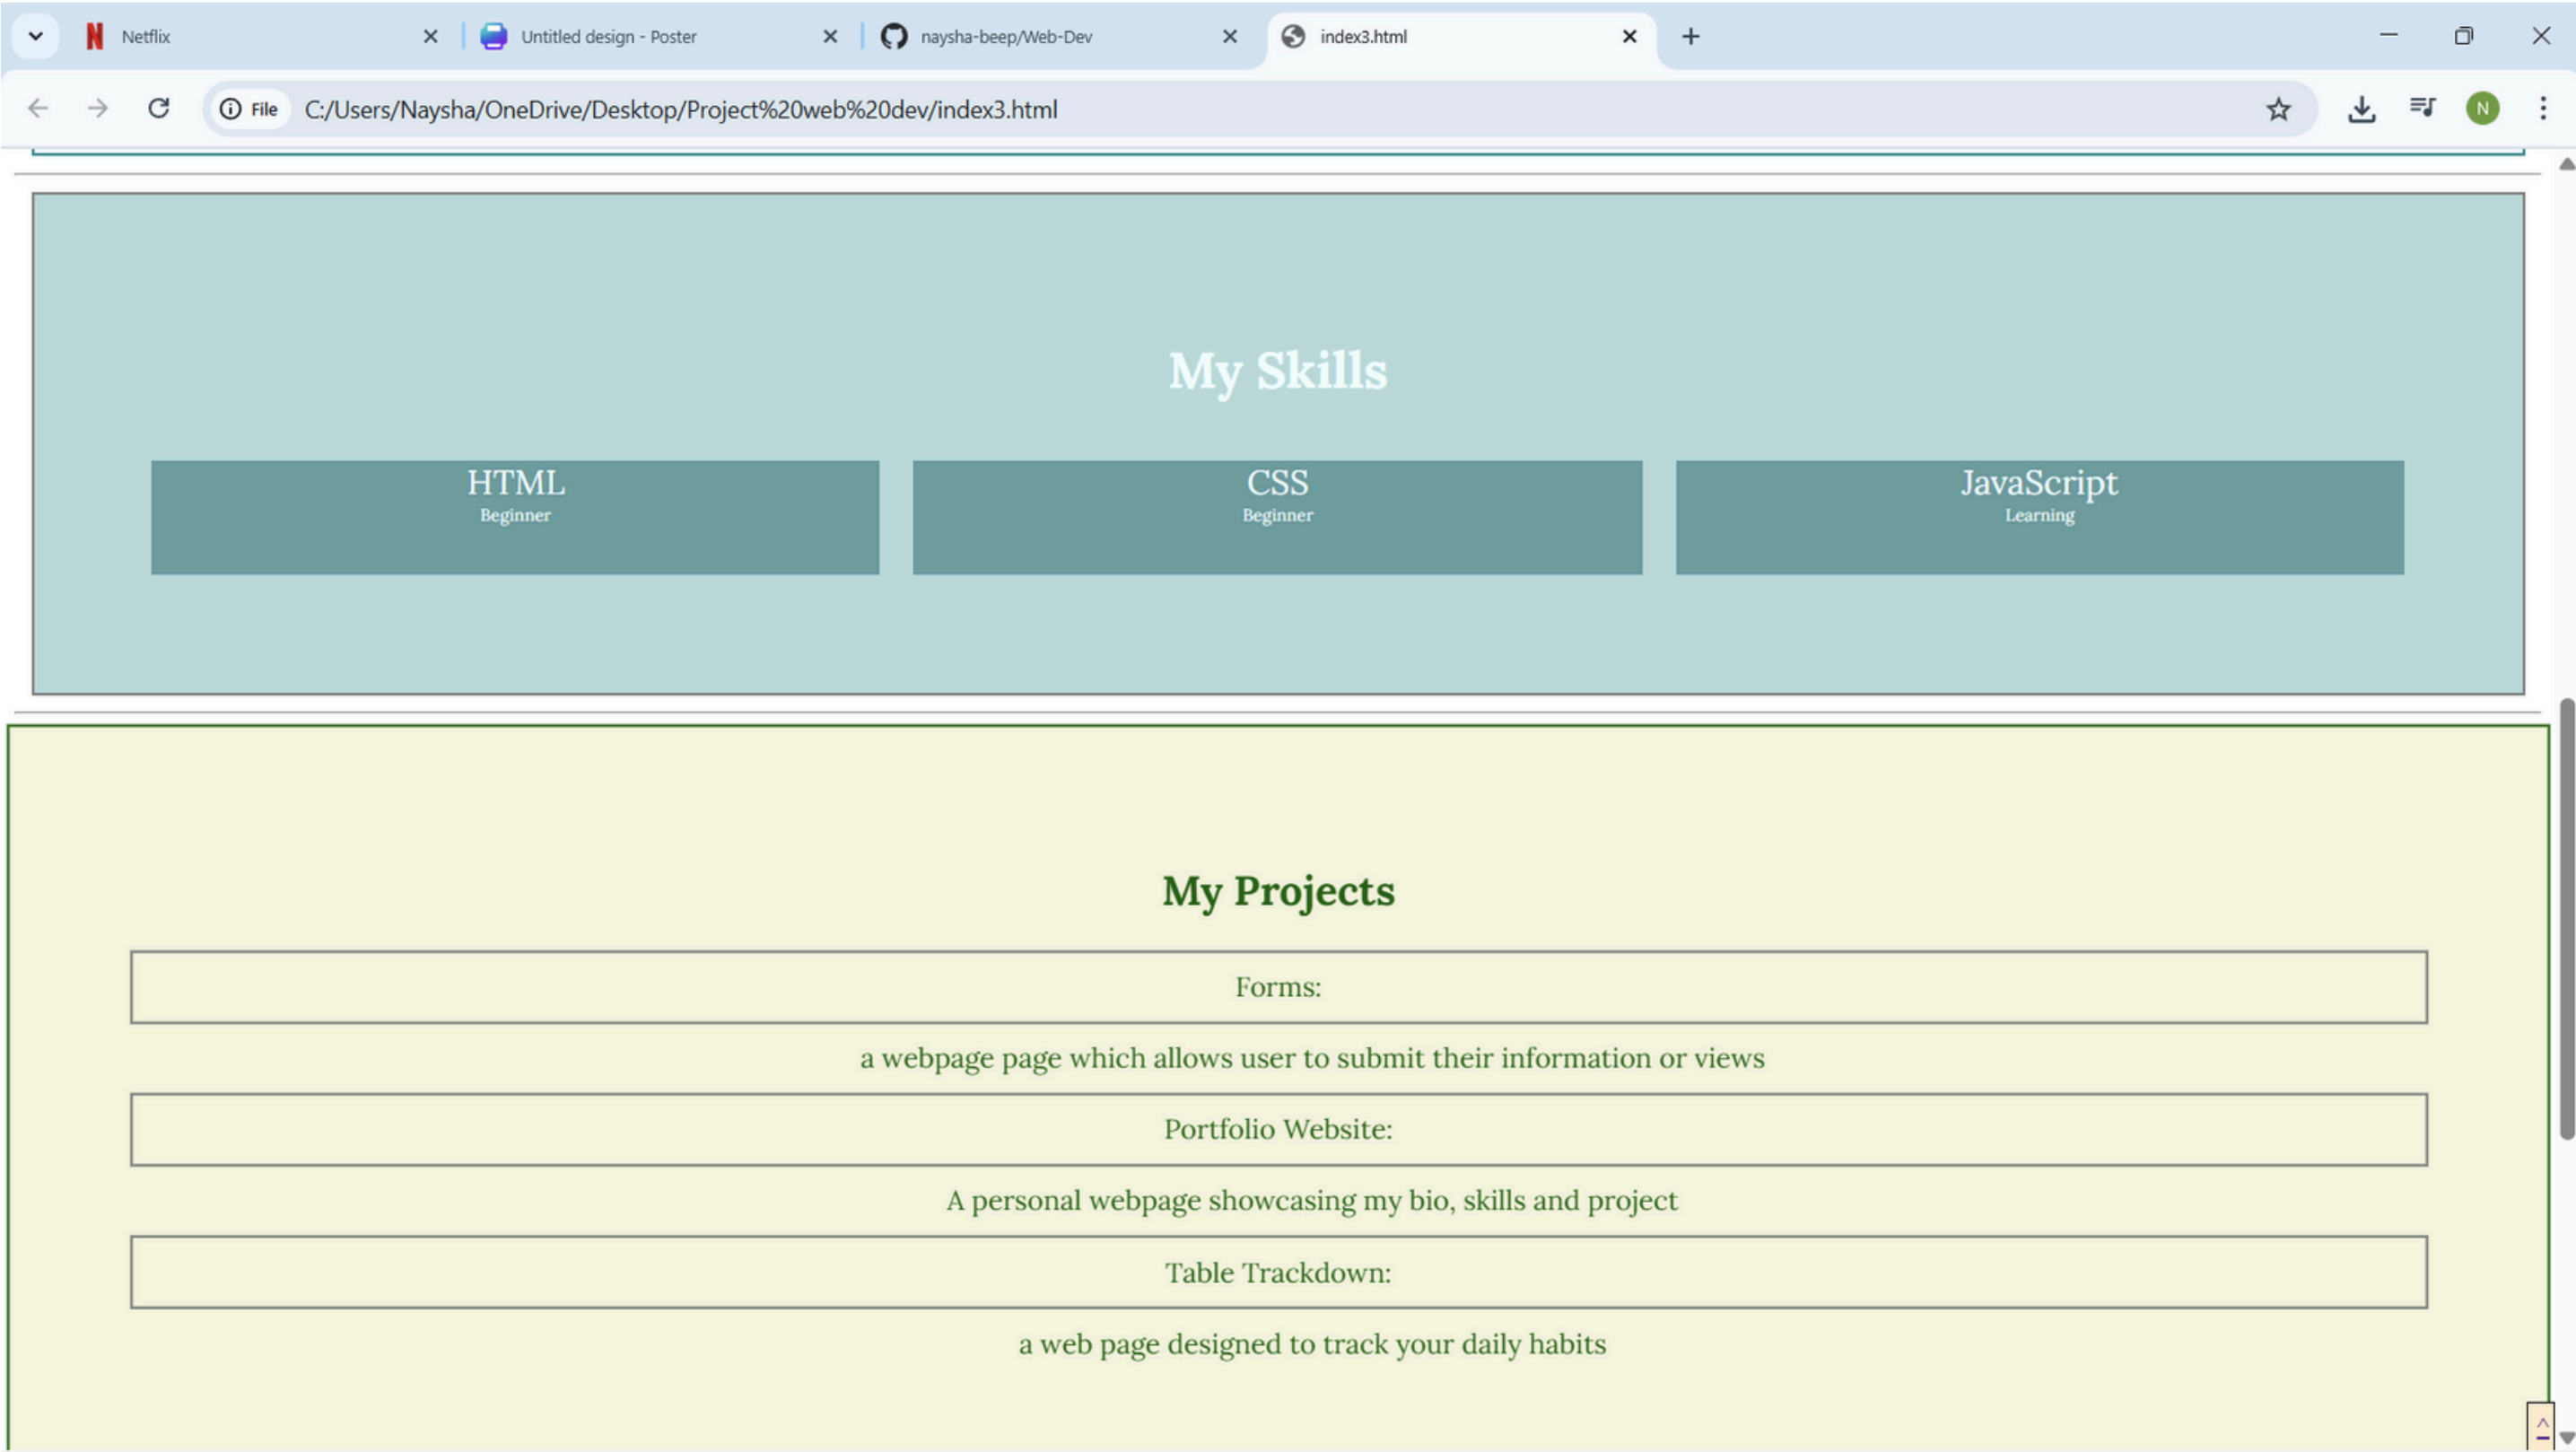 Netflix
Untitled design - Poster
naysha-beep/Web-Dev
index3.html
File
C:/Users/Naysha/OneDrive/Desktop/Project%20web%20dev/index3.html
N
My Skills
HTML
Beginner
CSS
Beginner
JavaScript
Learning
My Projects
Forms:
a webpage page which allows user to submit their information or views
Portfolio Website:
A personal webpage showcasing my bio, skills and project
Table Trackdown:
a web page designed to track your daily habits
^